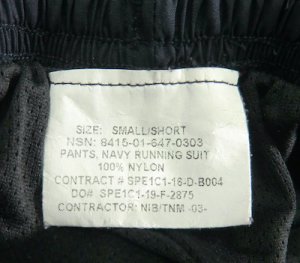 SIZE: SMALL/SHORT
NSN: 8415-01-647-0303
PANTS, NAVY RUNNING SUIT
100% NYLON
CONTRACT # SPE1C1-16-D-B004
DO# SPE1C1-19-F-2875
CONTRACTOR: NIB/TNM -03-